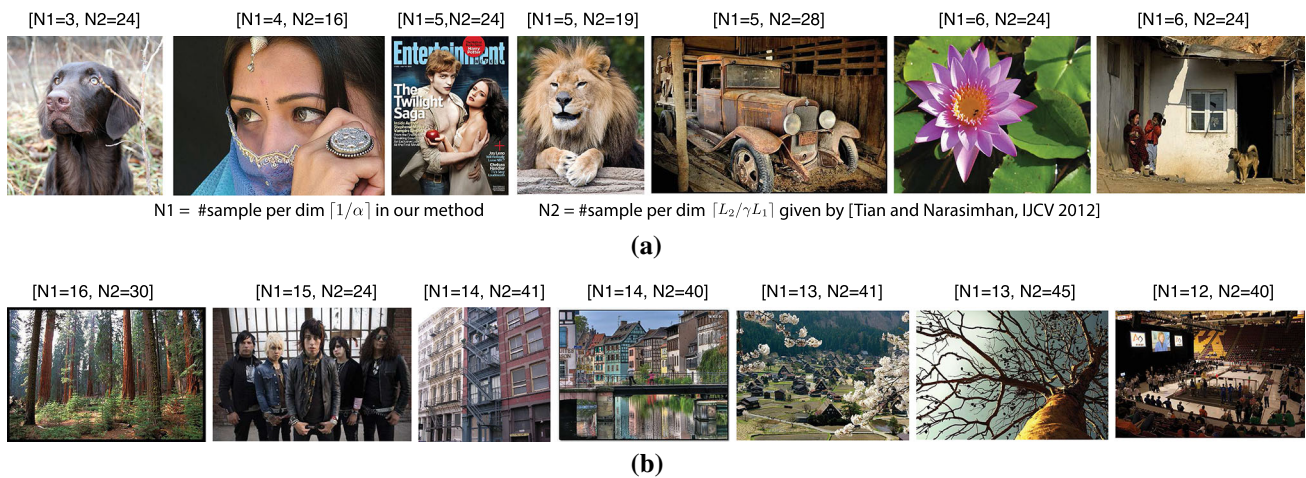 [N1=3, N2=24] [N1=4, N2=16] [N1=5,N2=24] [N1=5, N2=19] [N1=5, N2=28] [N1=6, N2=24] [N1=6, N2=24]
Entertainment
Harry Potter
The
Twilight
Saga
N1 = #sample per dim ⌈1/α⌉ in our method N2 = #sample per dim ⌈L₂/γL₁⌉ given by [Tian and Narasimhan, IJCV 2012]
(a)
[N1=16, N2=30] [N1=15, N2=24] [N1=14, N2=41] [N1=14, N2=40] [N1=13, N2=41] [N1=13, N2=45] [N1=12, N2=40]
(b)